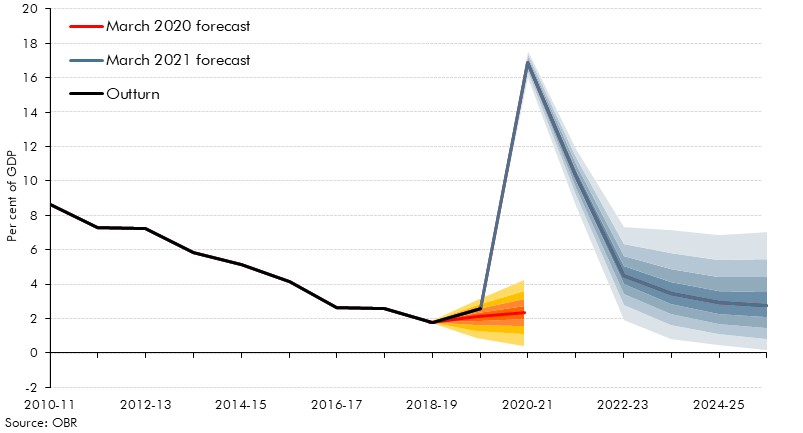 20
18
16
14
12
10
8
6
4
2
0
-2
Per cent of GDP
March 2020 forecast
March 2021 forecast
Outturn
2010-11 2012-13 2014-15 2016-17 2018-19 2020-21 2022-23 2024-25
Source: OBR